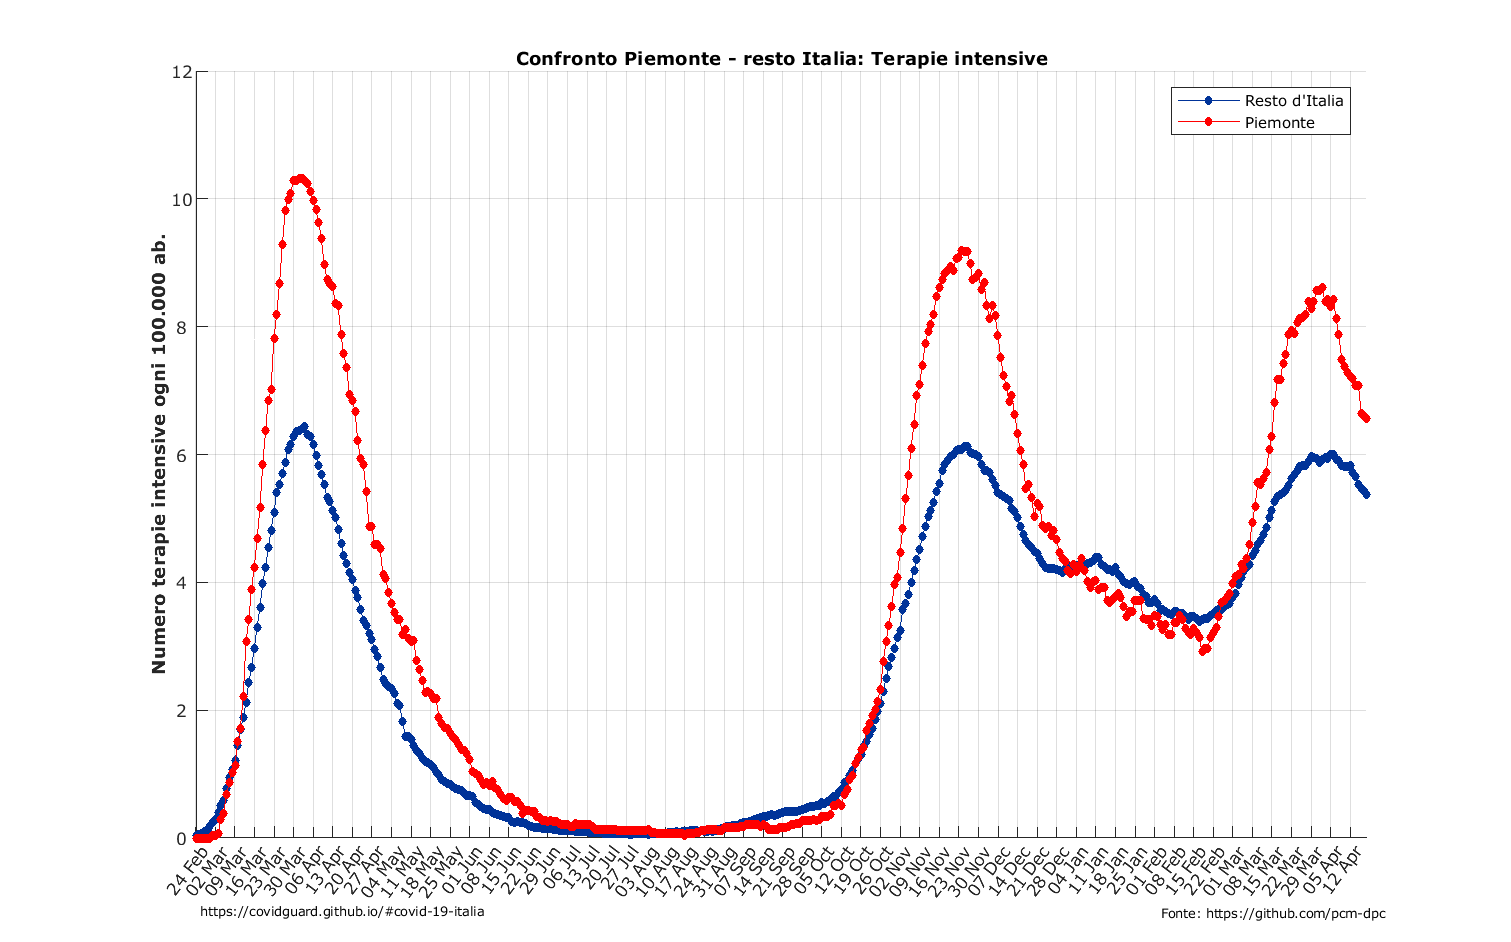 Confronto Piemonte - resto Italia: Terapie intensive
Resto d'Italia
Piemonte
Numero terapie intensive ogni 100.000 ab.
12
10
8
6
4
2
0
24 Feb
02 Mar
09 Mar
16 Mar
23 Mar
30 Mar
06 Apr
13 Apr
20 Apr
27 Apr
04 May
11 May
18 May
25 May
01 Jun
08 Jun
15 Jun
22 Jun
29 Jun
06 Jul
13 Jul
20 Jul
27 Jul
03 Aug
10 Aug
17 Aug
24 Aug
31 Aug
07 Sep
14 Sep
21 Sep
28 Sep
05 Oct
12 Oct
19 Oct
26 Oct
02 Nov
09 Nov
16 Nov
23 Nov
30 Nov
07 Dec
14 Dec
21 Dec
28 Dec
04 Jan
11 Jan
18 Jan
25 Jan
01 Feb
08 Feb
15 Feb
22 Feb
01 Mar
08 Mar
15 Mar
22 Mar
29 Mar
05 Apr
12 Apr
https://covidguard.github.io/#covid-19-italia
Fonte: https://github.com/pcm-dpc